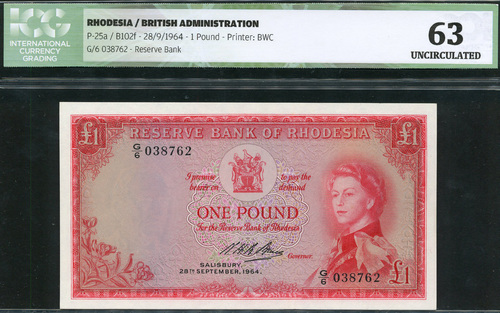 ICG
INTERNATIONAL
CURRENCY
GRADING
RHODESIA / BRITISH ADMINISTRATION
P-25a / B102f - 28/9/1964 - 1 Pound - Printer: BWC
G/6 038762 - Reserve Bank
63
UNCIRCULATED
£1
RESERVE BANK OF RHODESIA
£1
G/6 038762
I promise to pay the
bearer on demand
ONE POUND
for the Reserve Bank of Rhodesia
Governor
SALISBURY
28TH SEPTEMBER, 1964.
G/6 038762
£1